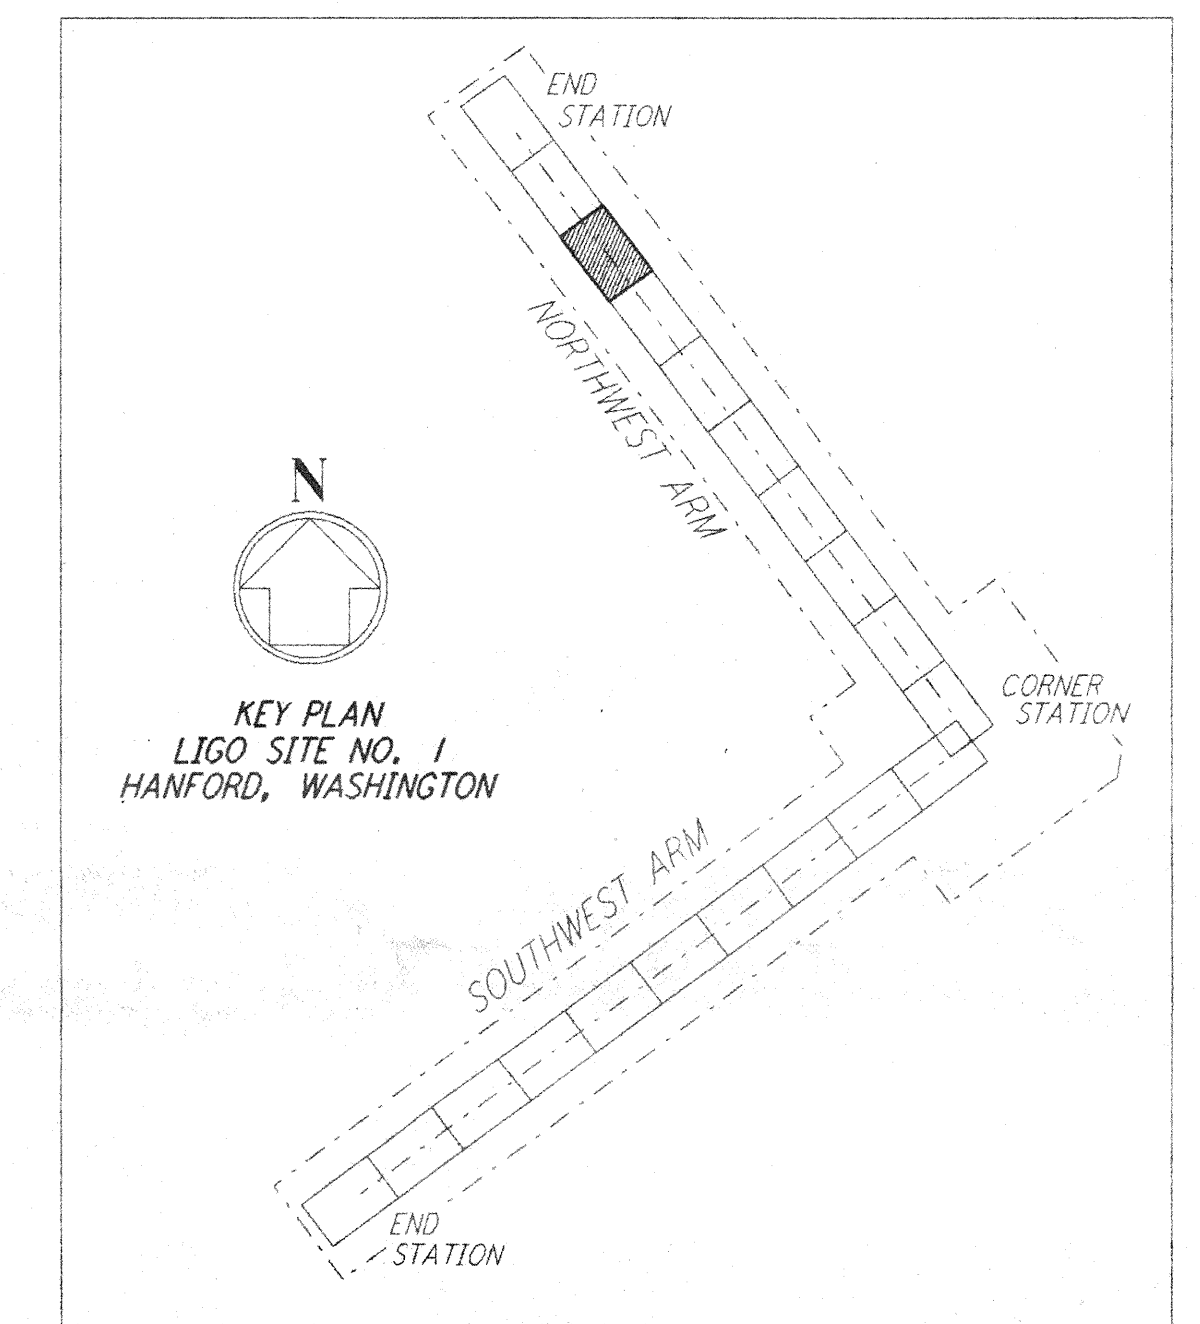 END
STATION
NORTHWEST ARM
N
KEY PLAN
LIGO SITE NO. 1
HANFORD, WASHINGTON
CORNER
STATION
SOUTHWEST ARM
END
STATION